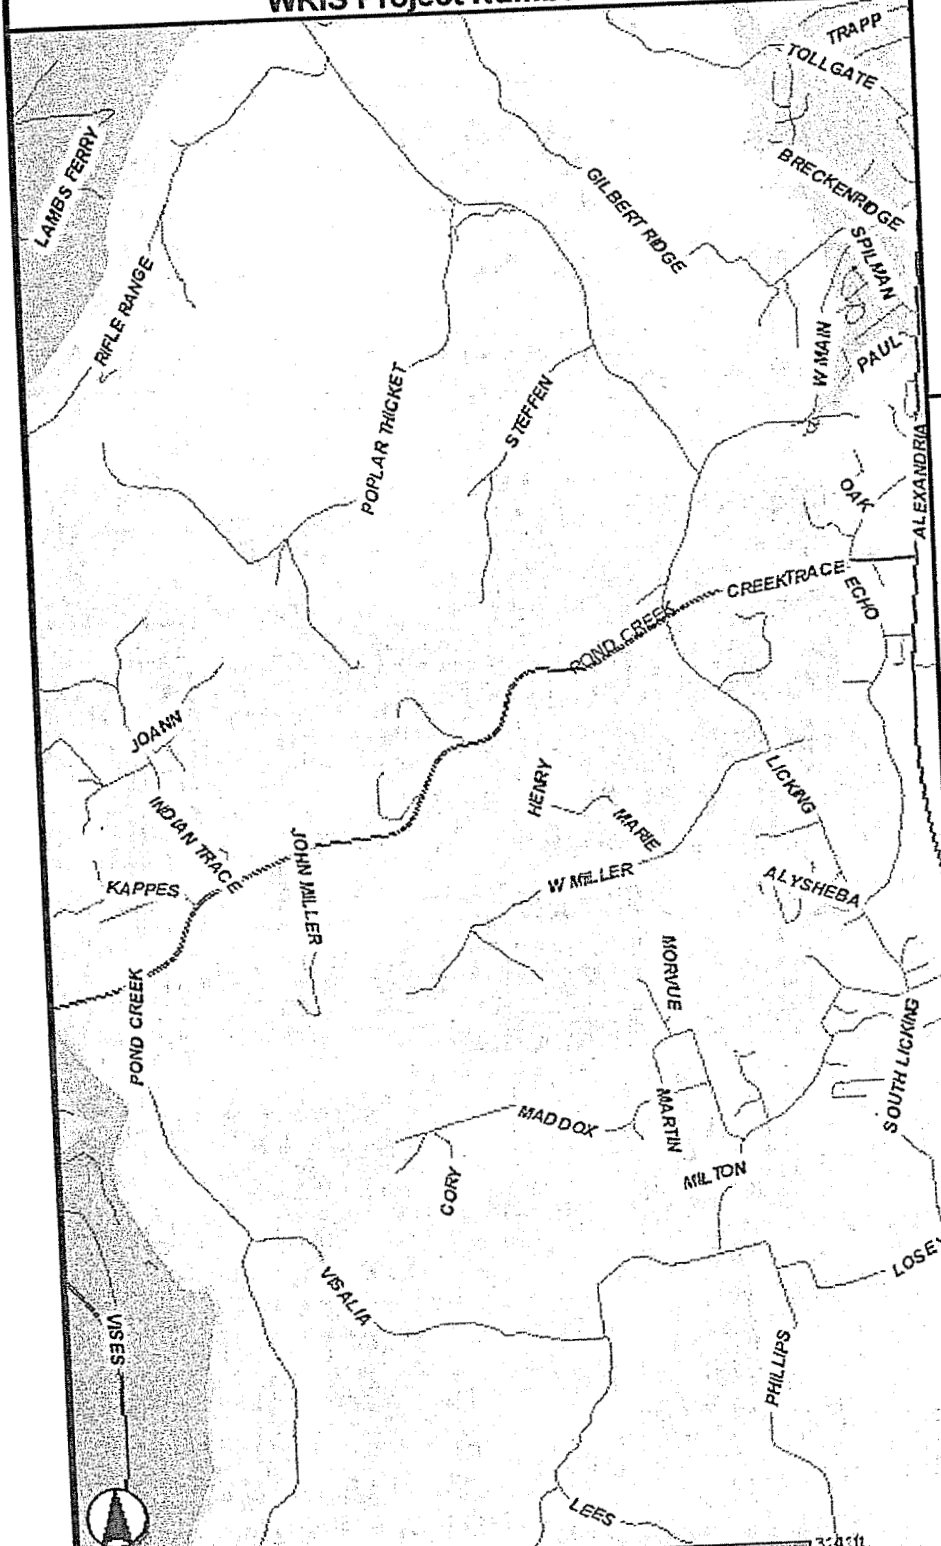 WRIS Project Num
TRAPP
TOLLGATE
LAMBS FERRY
BRECKENRIDGE
GILBERT RIDGE
SPILMAN
RIFLE RANGE
W MAIN
PAUL
POPLAR THICKET
STEFFEN
ALEXANDRIA
OAK
CREEKTRACE
ECHO
POND CREEK
JOANN
LICKING
HENRY
MARIE
INDIAN TRACE
JOHN MILLER
W MILLER
ALYSHEBA
KAPPES
MORVUE
POND CREEK
SOUTH LICKING
MADDOX
MARTIN
MILTON
CORY
LOSEY
VISALIA
VISES
PHILLIPS
LEES